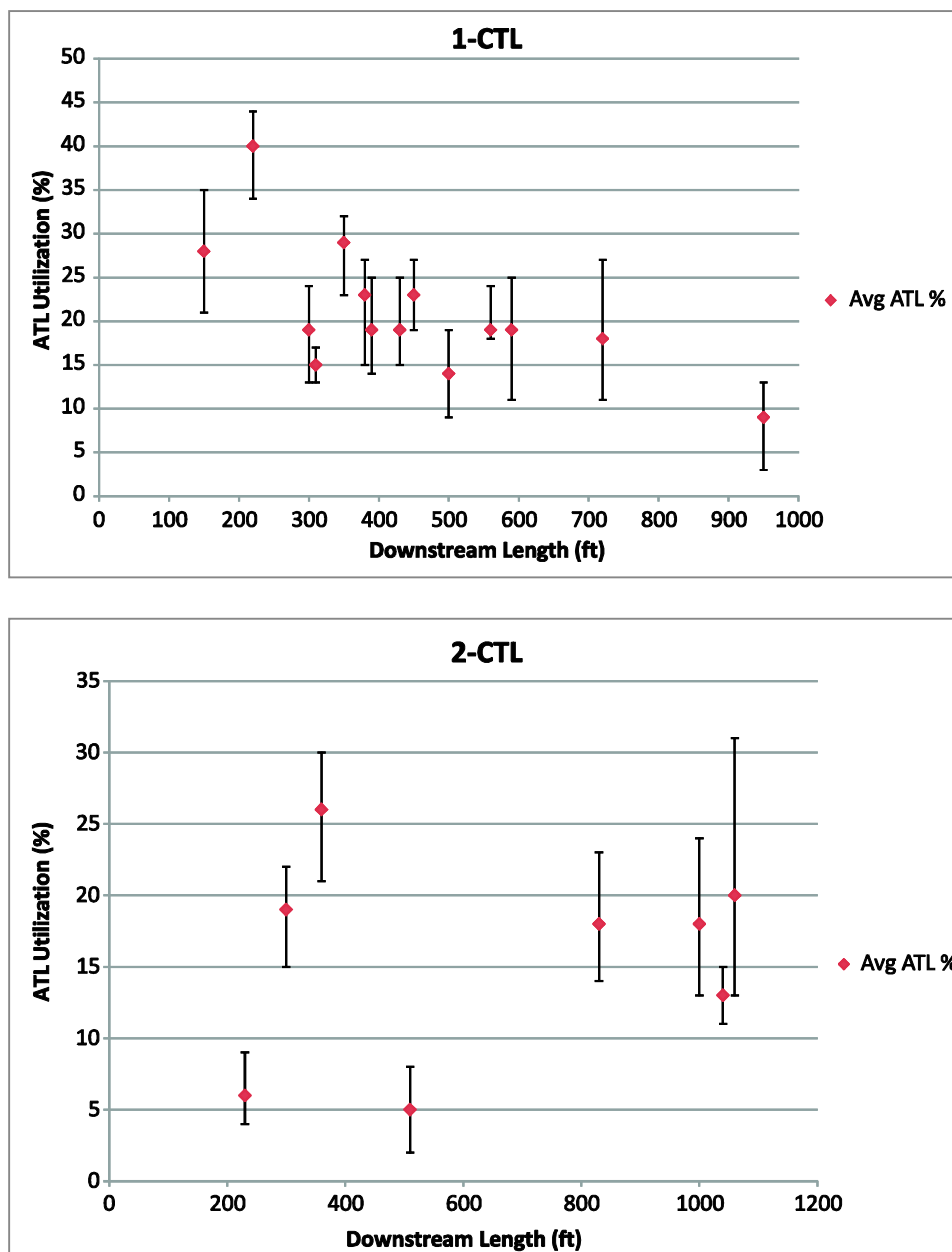 1-CTL
50
45
40
35
30
25
20
15
10
5
0
ATL Utilization (%)
0 100 200 300 400 500 600 700 800 900 1000
Downstream Length (ft)
Avg ATL %
2-CTL
35
30
25
20
15
10
5
0
ATL Utilization (%)
0 200 400 600 800 1000 1200
Downstream Length (ft)
Avg ATL %